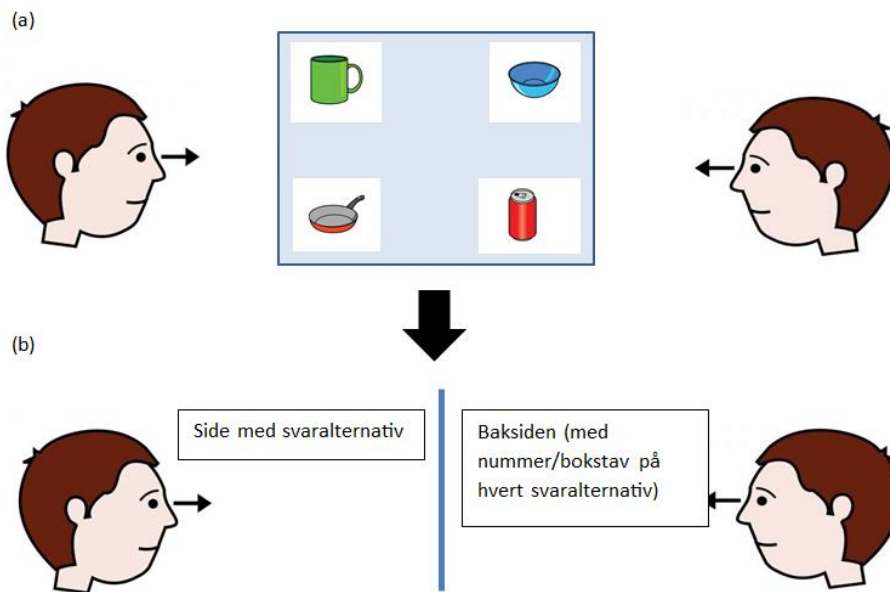 (a)
(b)
Side med svaralternativ
Baksiden (med
nummer/bokstav på
hvert svaralternativ)